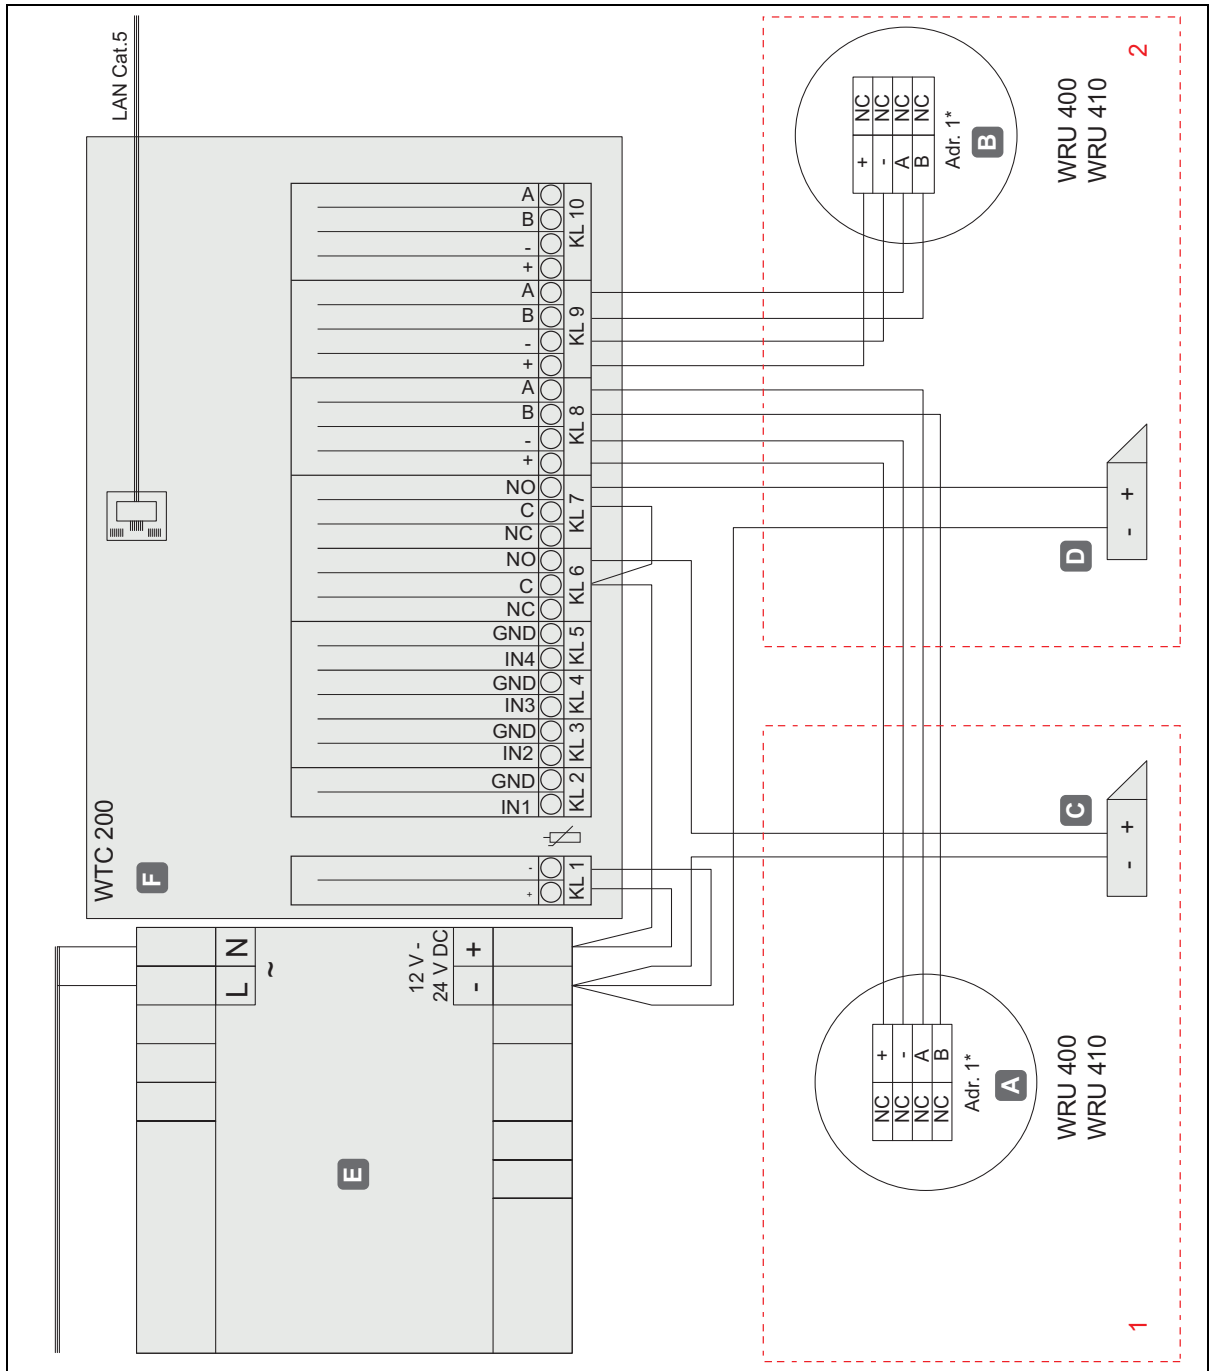 LAN Cat.5
WTC 200
F
KL 1
+
-
KL 2
IN1
GND
KL 3
IN2
GND
KL 4
IN3
GND
KL 5
IN4
GND
KL 6
NC
C
NO
KL 7
NC
C
NO
KL 8
+
-
B
A
KL 9
+
-
B
A
KL 10
+
-
B
A
L N
~
12 V -
24 V DC
- +
E
1
NC +
NC -
NC A
NC B
Adr. 1*
A
WRU 400
WRU 410
C
- +
2
+ NC
- NC
A NC
B NC
Adr. 1*
B
WRU 400
WRU 410
D
- +